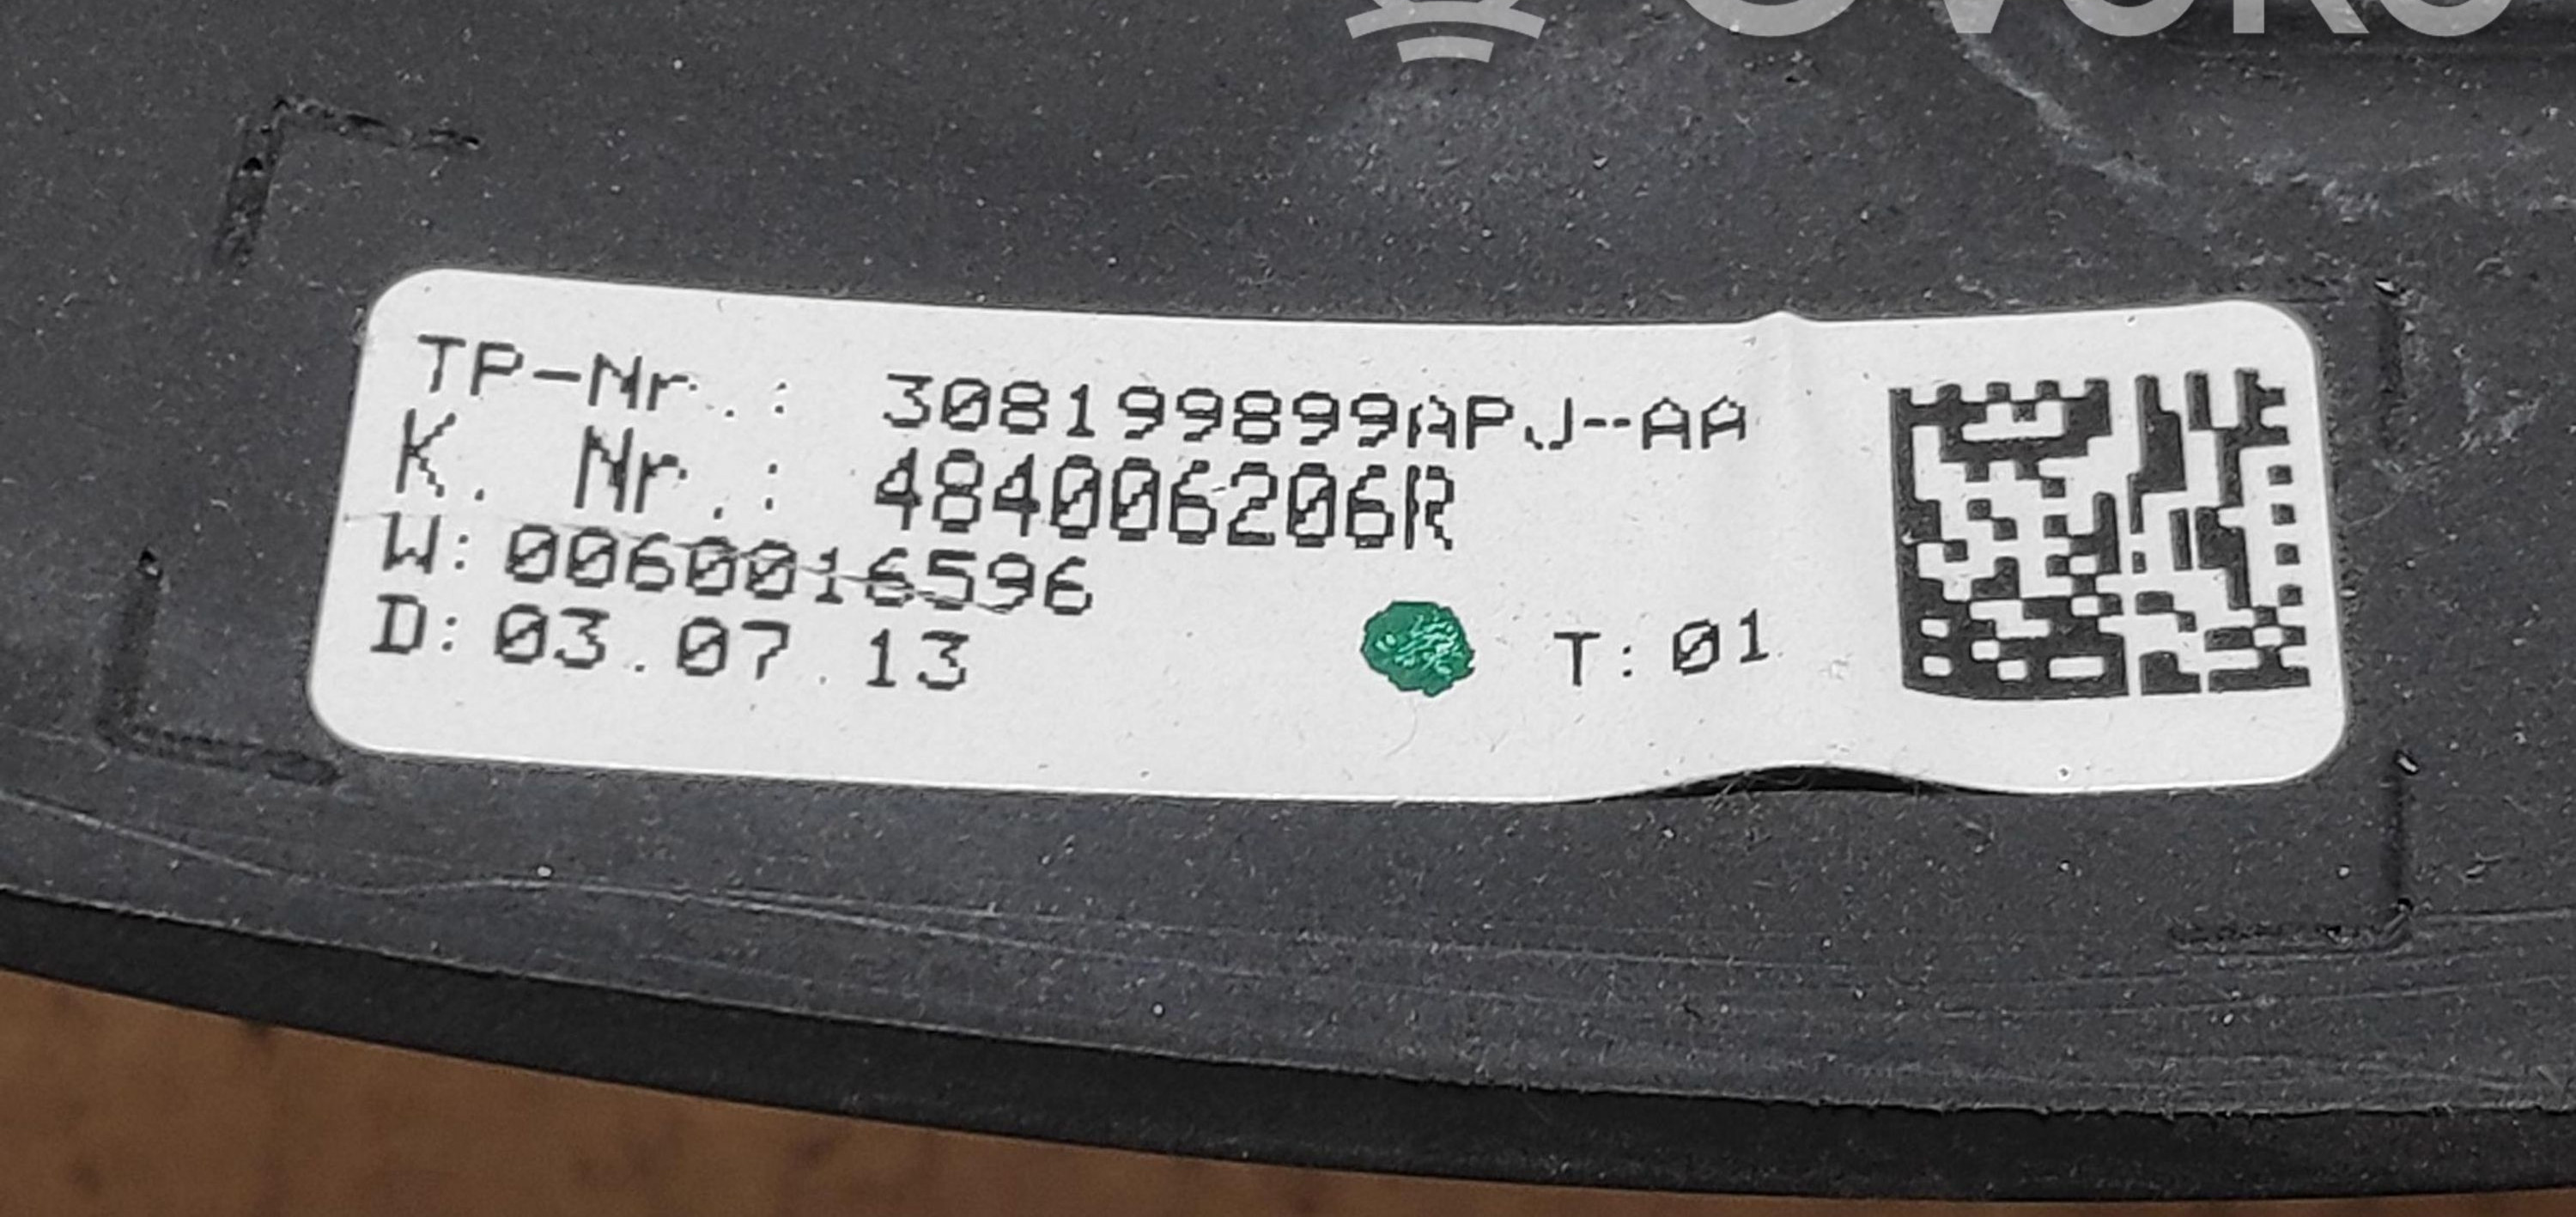 TP-Nr.: 308199899APJ-AA
K. Nr.: 484006206R
W: 0060016596
D: 03.07.13
T: 01